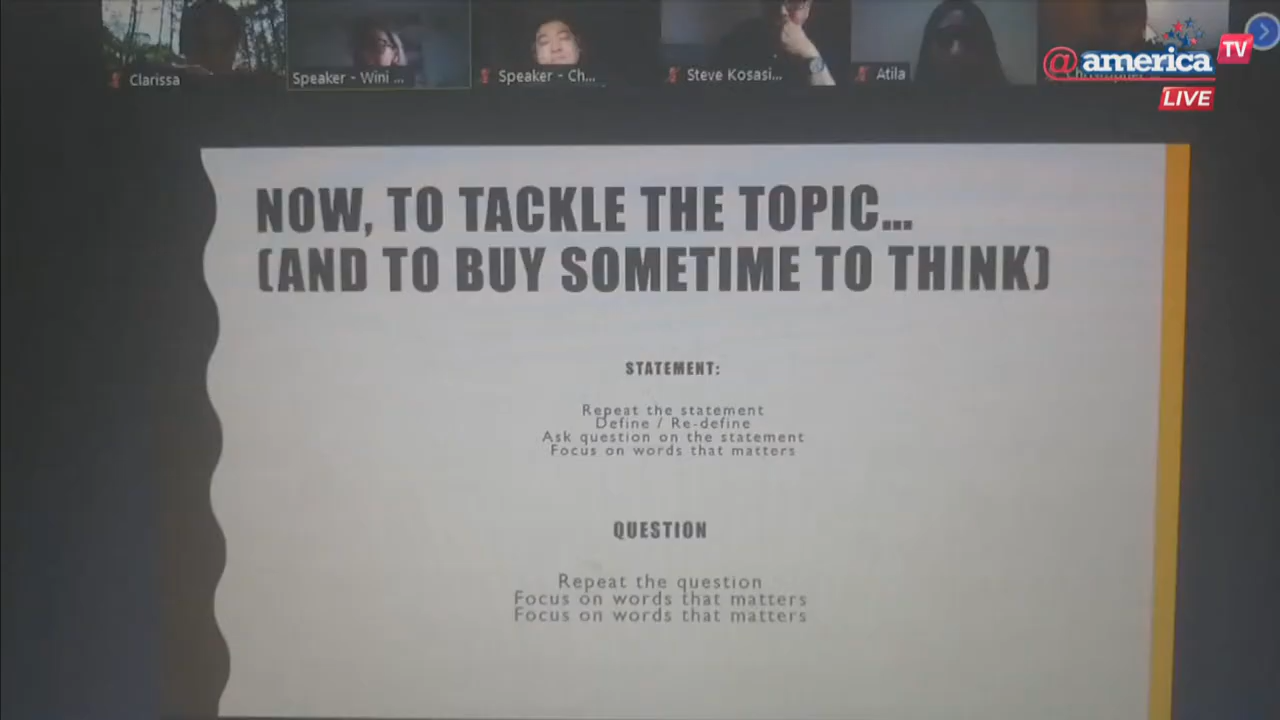 Clarissa
Speaker - Wini ...
Speaker - Ch...
Steve Kosasi...
Atila
@america
TV
LIVE
NOW, TO TACKLE THE TOPIC...
(AND TO BUY SOMETIME TO THINK)
STATEMENT:
Repeat the statement
Define / Re-define
Ask question on the statement
Focus on words that matters
QUESTION
Repeat the question
Focus on words that matters
Focus on words that matters